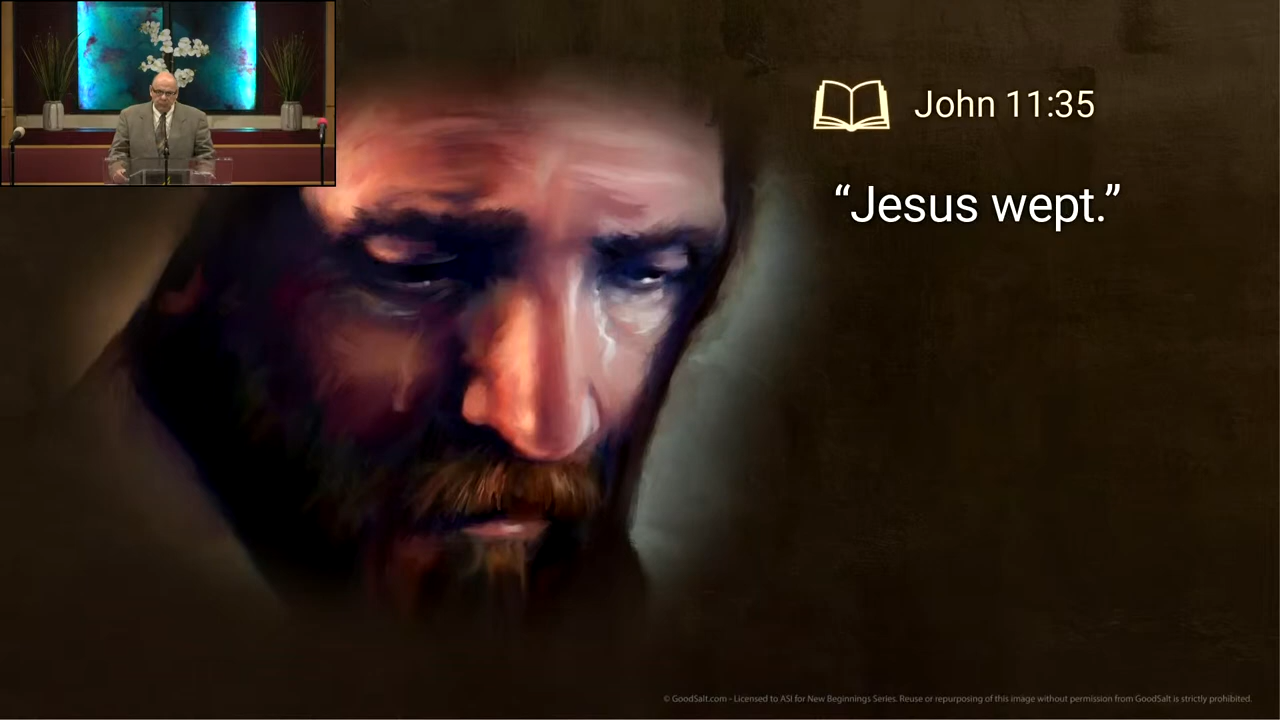 John 11:35
“Jesus wept.”
© GoodSalt.com - Licensed to ASI for New Beginnings Series. Reuse or repurposing of this image without permission from GoodSalt is strictly prohibited.